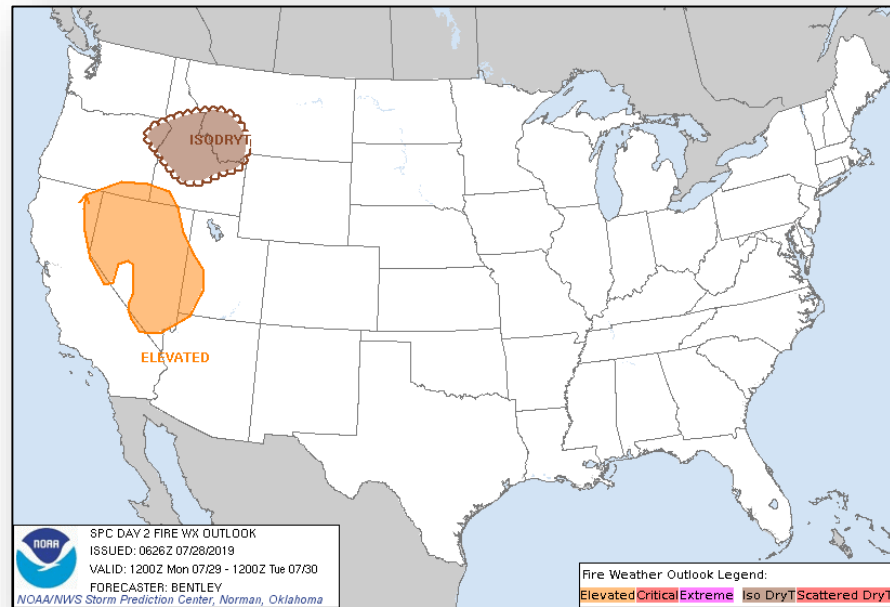 ISODRYT
ELEVATED
NOAA
SPC DAY 2 FIRE WX OUTLOOK
ISSUED: 0626Z 07/28/2019
VALID: 1200Z Mon 07/29 - 1200Z Tue 07/30
FORECASTER: BENTLEY
NOAA/NWS Storm Prediction Center, Norman, Oklahoma
Fire Weather Outlook Legend:
Elevated Critical Extreme Iso DryT Scattered DryT